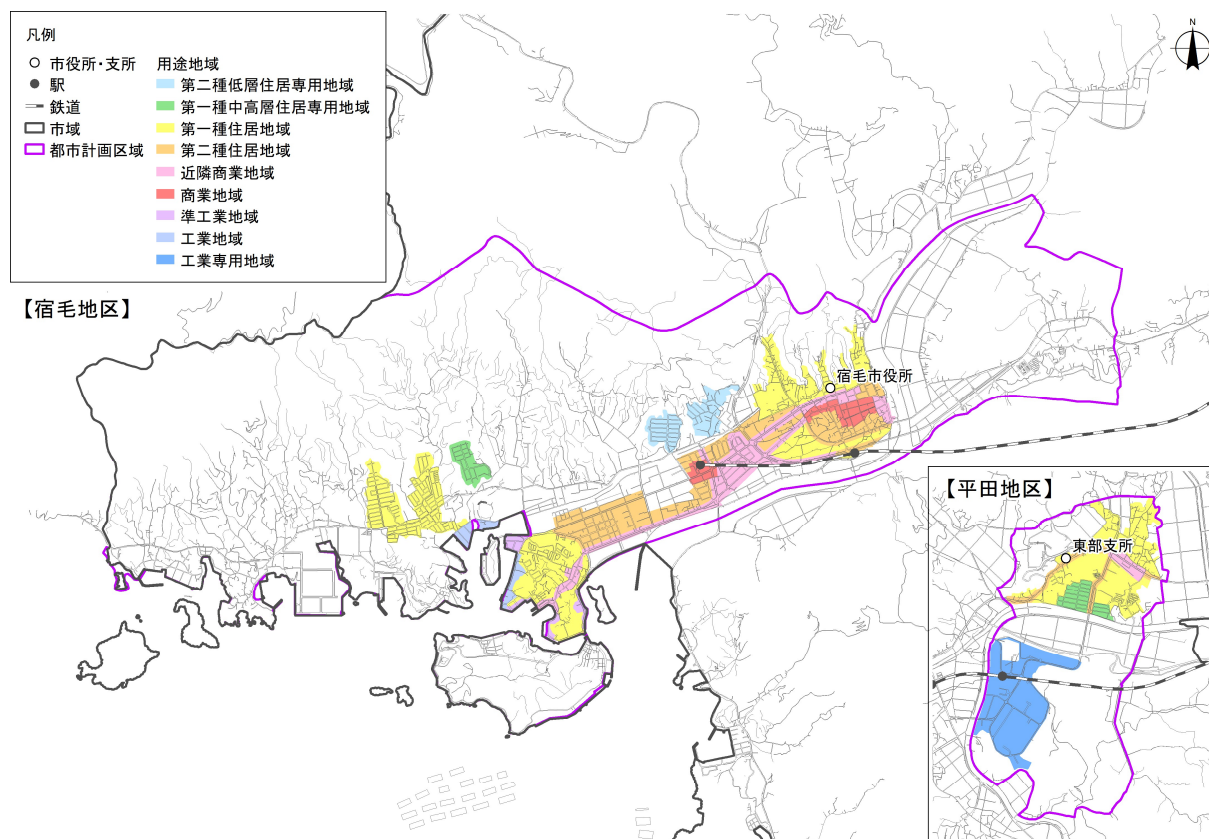 凡例
市役所・支所
駅
鉄道
市域
都市計画区域
用途地域
第二種低層住居専用地域
第一種中高層住居専用地域
第一種住居地域
第二種住居地域
近隣商業地域
商業地域
準工業地域
工業地域
工業専用地域
N
【宿毛地区】
宿毛市役所
【平田地区】
東部支所